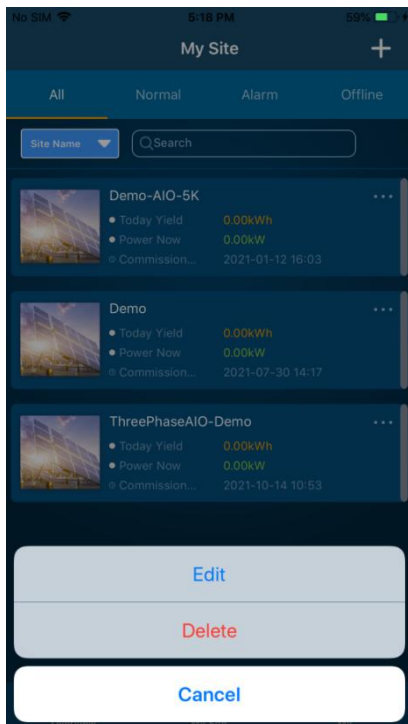 No SIM 5:18 PM 59%
My Site +
All Normal Alarm Offline
Site Name Search
Demo-AIO-5K ...
Today Yield 0.00kWh
Power Now 0.00kW
Commission... 2021-01-12 16:03
Demo ...
Today Yield 0.00kWh
Power Now 0.00kW
Commission... 2021-07-30 14:17
ThreePhaseAIO-Demo ...
Today Yield 0.00kWh
Power Now 0.00kW
Commission... 2021-10-14 10:53
Edit
Delete
Cancel